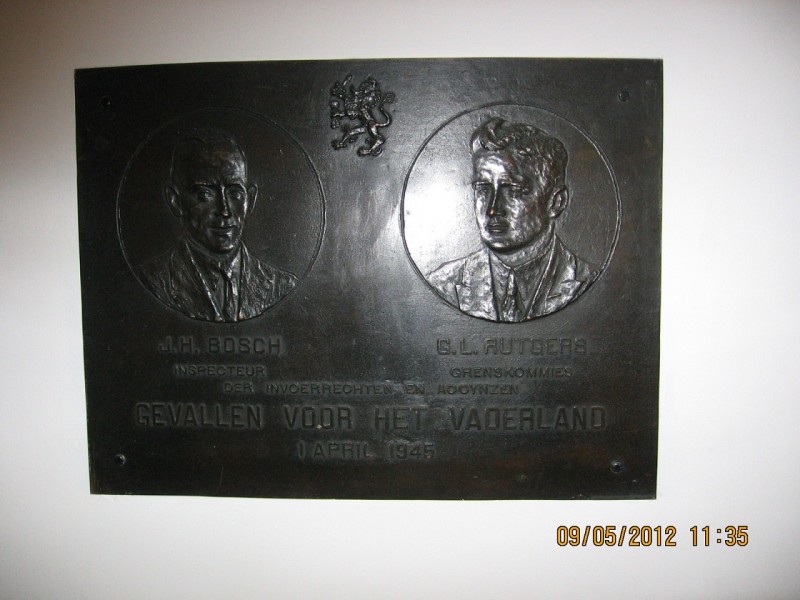 J.H. BOSCH
G.L. RUTGERS
INSPECTEUR
GRENSKOMMIES
DER INVOERRECHTEN EN ACCYNZEN
GEVALLEN VOOR HET VADERLAND
1 APRIL 1945
09/05/2012 11:35